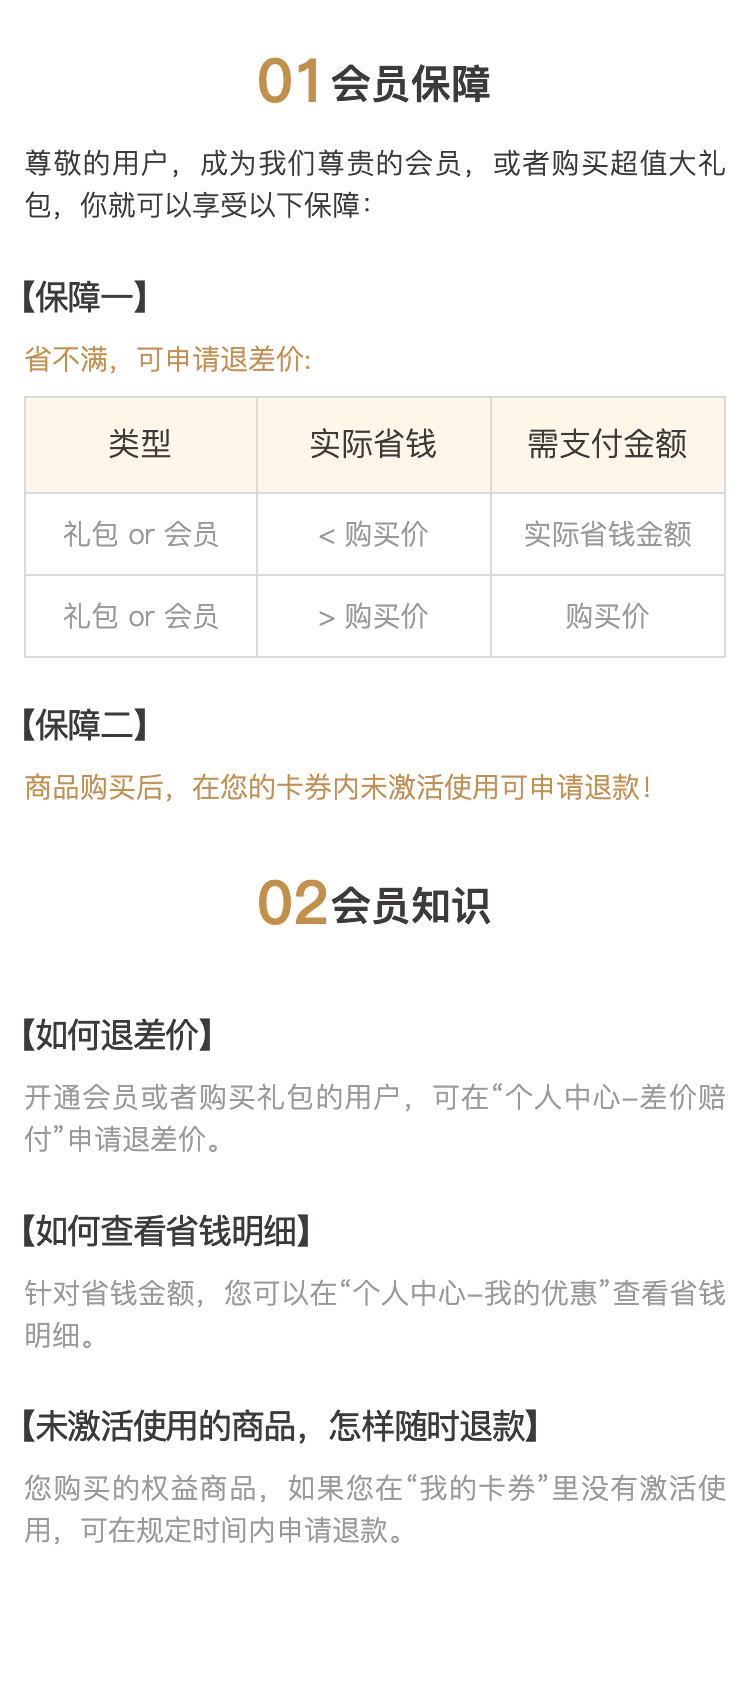 01 会员保障
尊敬的用户，成为我们尊贵的会员，或者购买超值大礼
包，你就可以享受以下保障：
【保障一】
省不满，可申请退差价:
类型 实际省钱 需支付金额
礼包 or 会员 < 购买价 实际省钱金额
礼包 or 会员 > 购买价 购买价
【保障二】
商品购买后，在您的卡券内未激活使用可申请退款！
02 会员知识
【如何退差价】
开通会员或者购买礼包的用户，可在“个人中心–差价赔
付”申请退差价。
【如何查看省钱明细】
针对省钱金额，您可以在“个人中心–我的优惠”查看省钱
明细。
【未激活使用的商品，怎样随时退款】
您购买的权益商品，如果您在“我的卡券”里没有激活使
用，可在规定时间内申请退款。